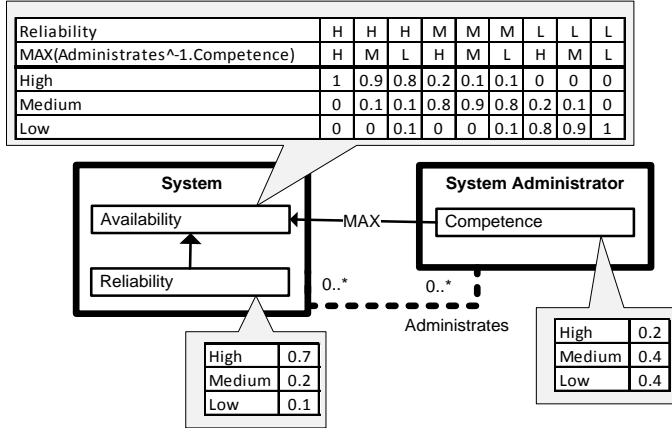 Reliability H H H M M M L L L
MAX(Administrates^-1.Competence) H M L H M L H M L
High 1 0.9 0.8 0.2 0.1 0.1 0 0 0
Medium 0 0.1 0.1 0.8 0.9 0.8 0.2 0.1 0
Low 0 0 0.1 0 0 0.1 0.8 0.9 1
System System Administrator
Availability MAX Competence
Reliability 0..* 0..*
Administrates
High 0.7
Medium 0.2
Low 0.1
High 0.2
Medium 0.4
Low 0.4